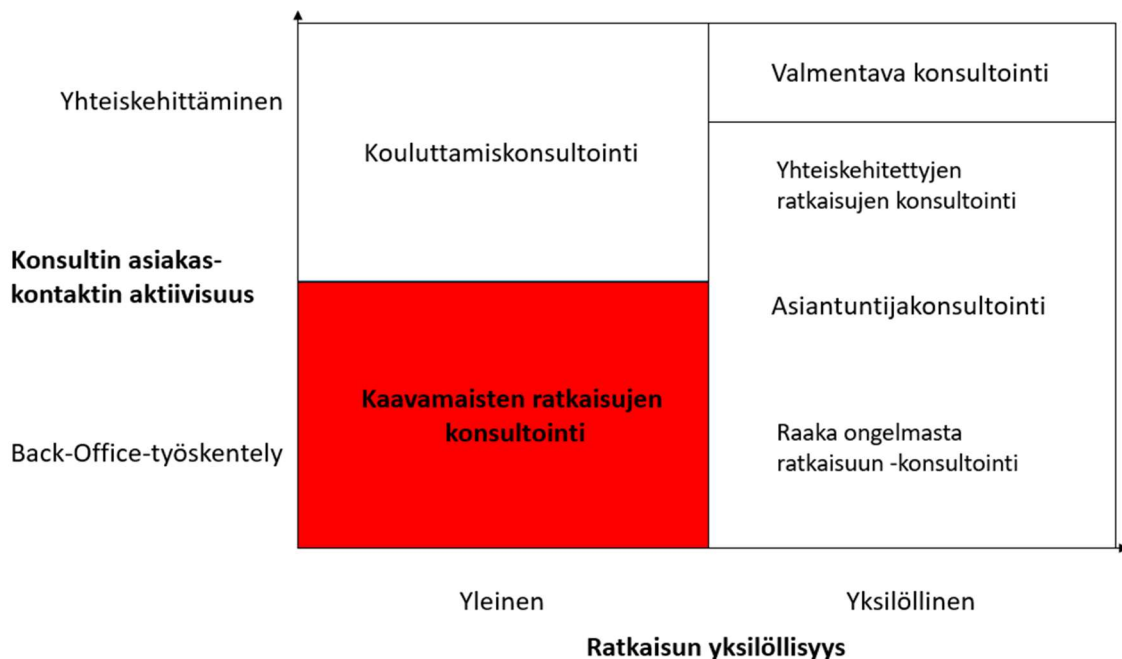 Valmentava konsultointi
Yhteiskehittäminen
Kouluttamiskonsultointi
Yhteiskehitettyjen
ratkaisujen konsultointi
Konsultin asiakas-
kontaktin aktiivisuus
Asiantuntijakonsultointi
Kaavamaisten ratkaisujen
konsultointi
Back-Office-työskentely
Raaka ongelmasta
ratkaisuun -konsultointi
Yleinen
Yksilöllinen
Ratkaisun yksilöllisyys